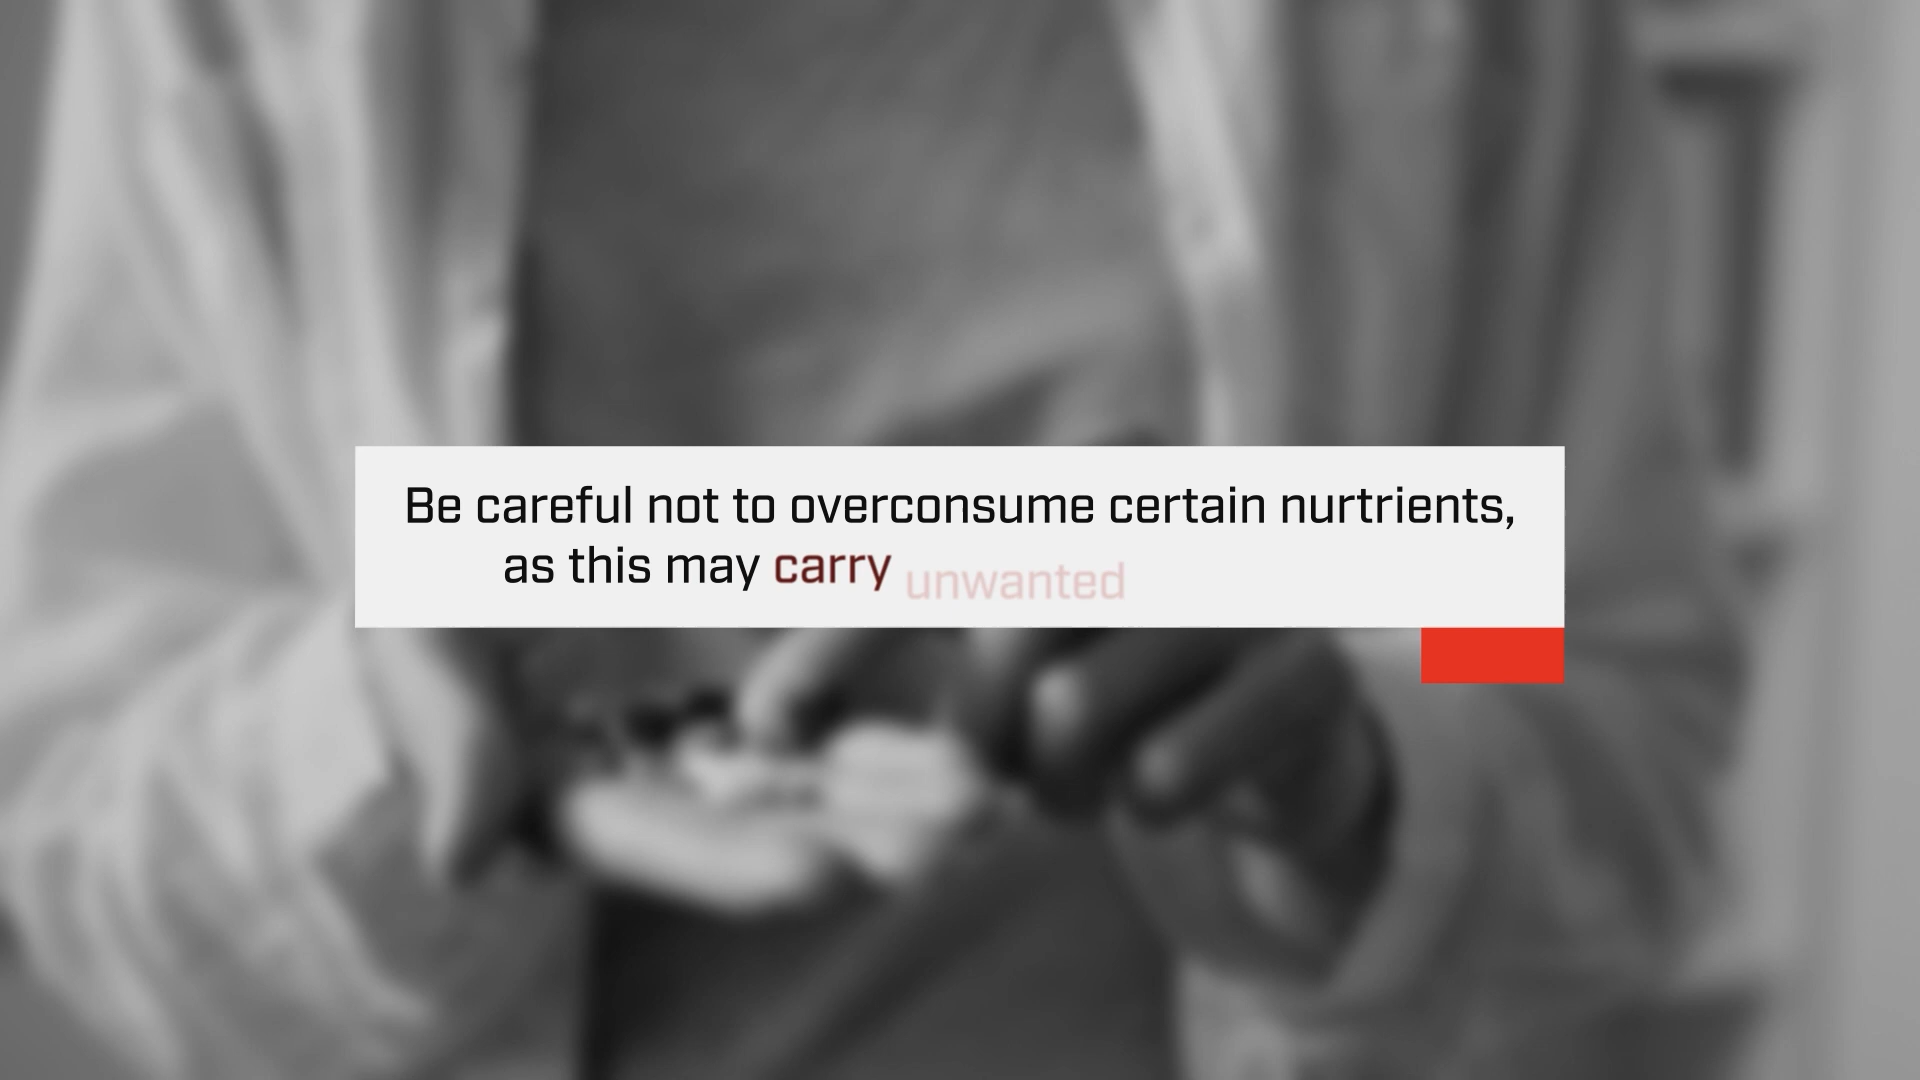 Be careful not to overconsume certain nurtrients,
as this may carry unwanted